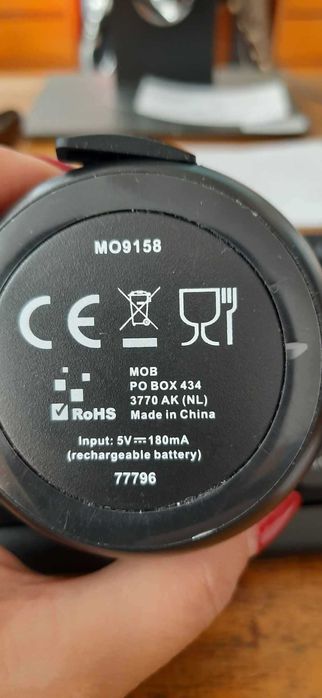 MO9158
CE
MOB
PO BOX 434
3770 AK (NL)
RoHS Made in China
Input: 5V⎓180mA
(rechargeable battery)
77796